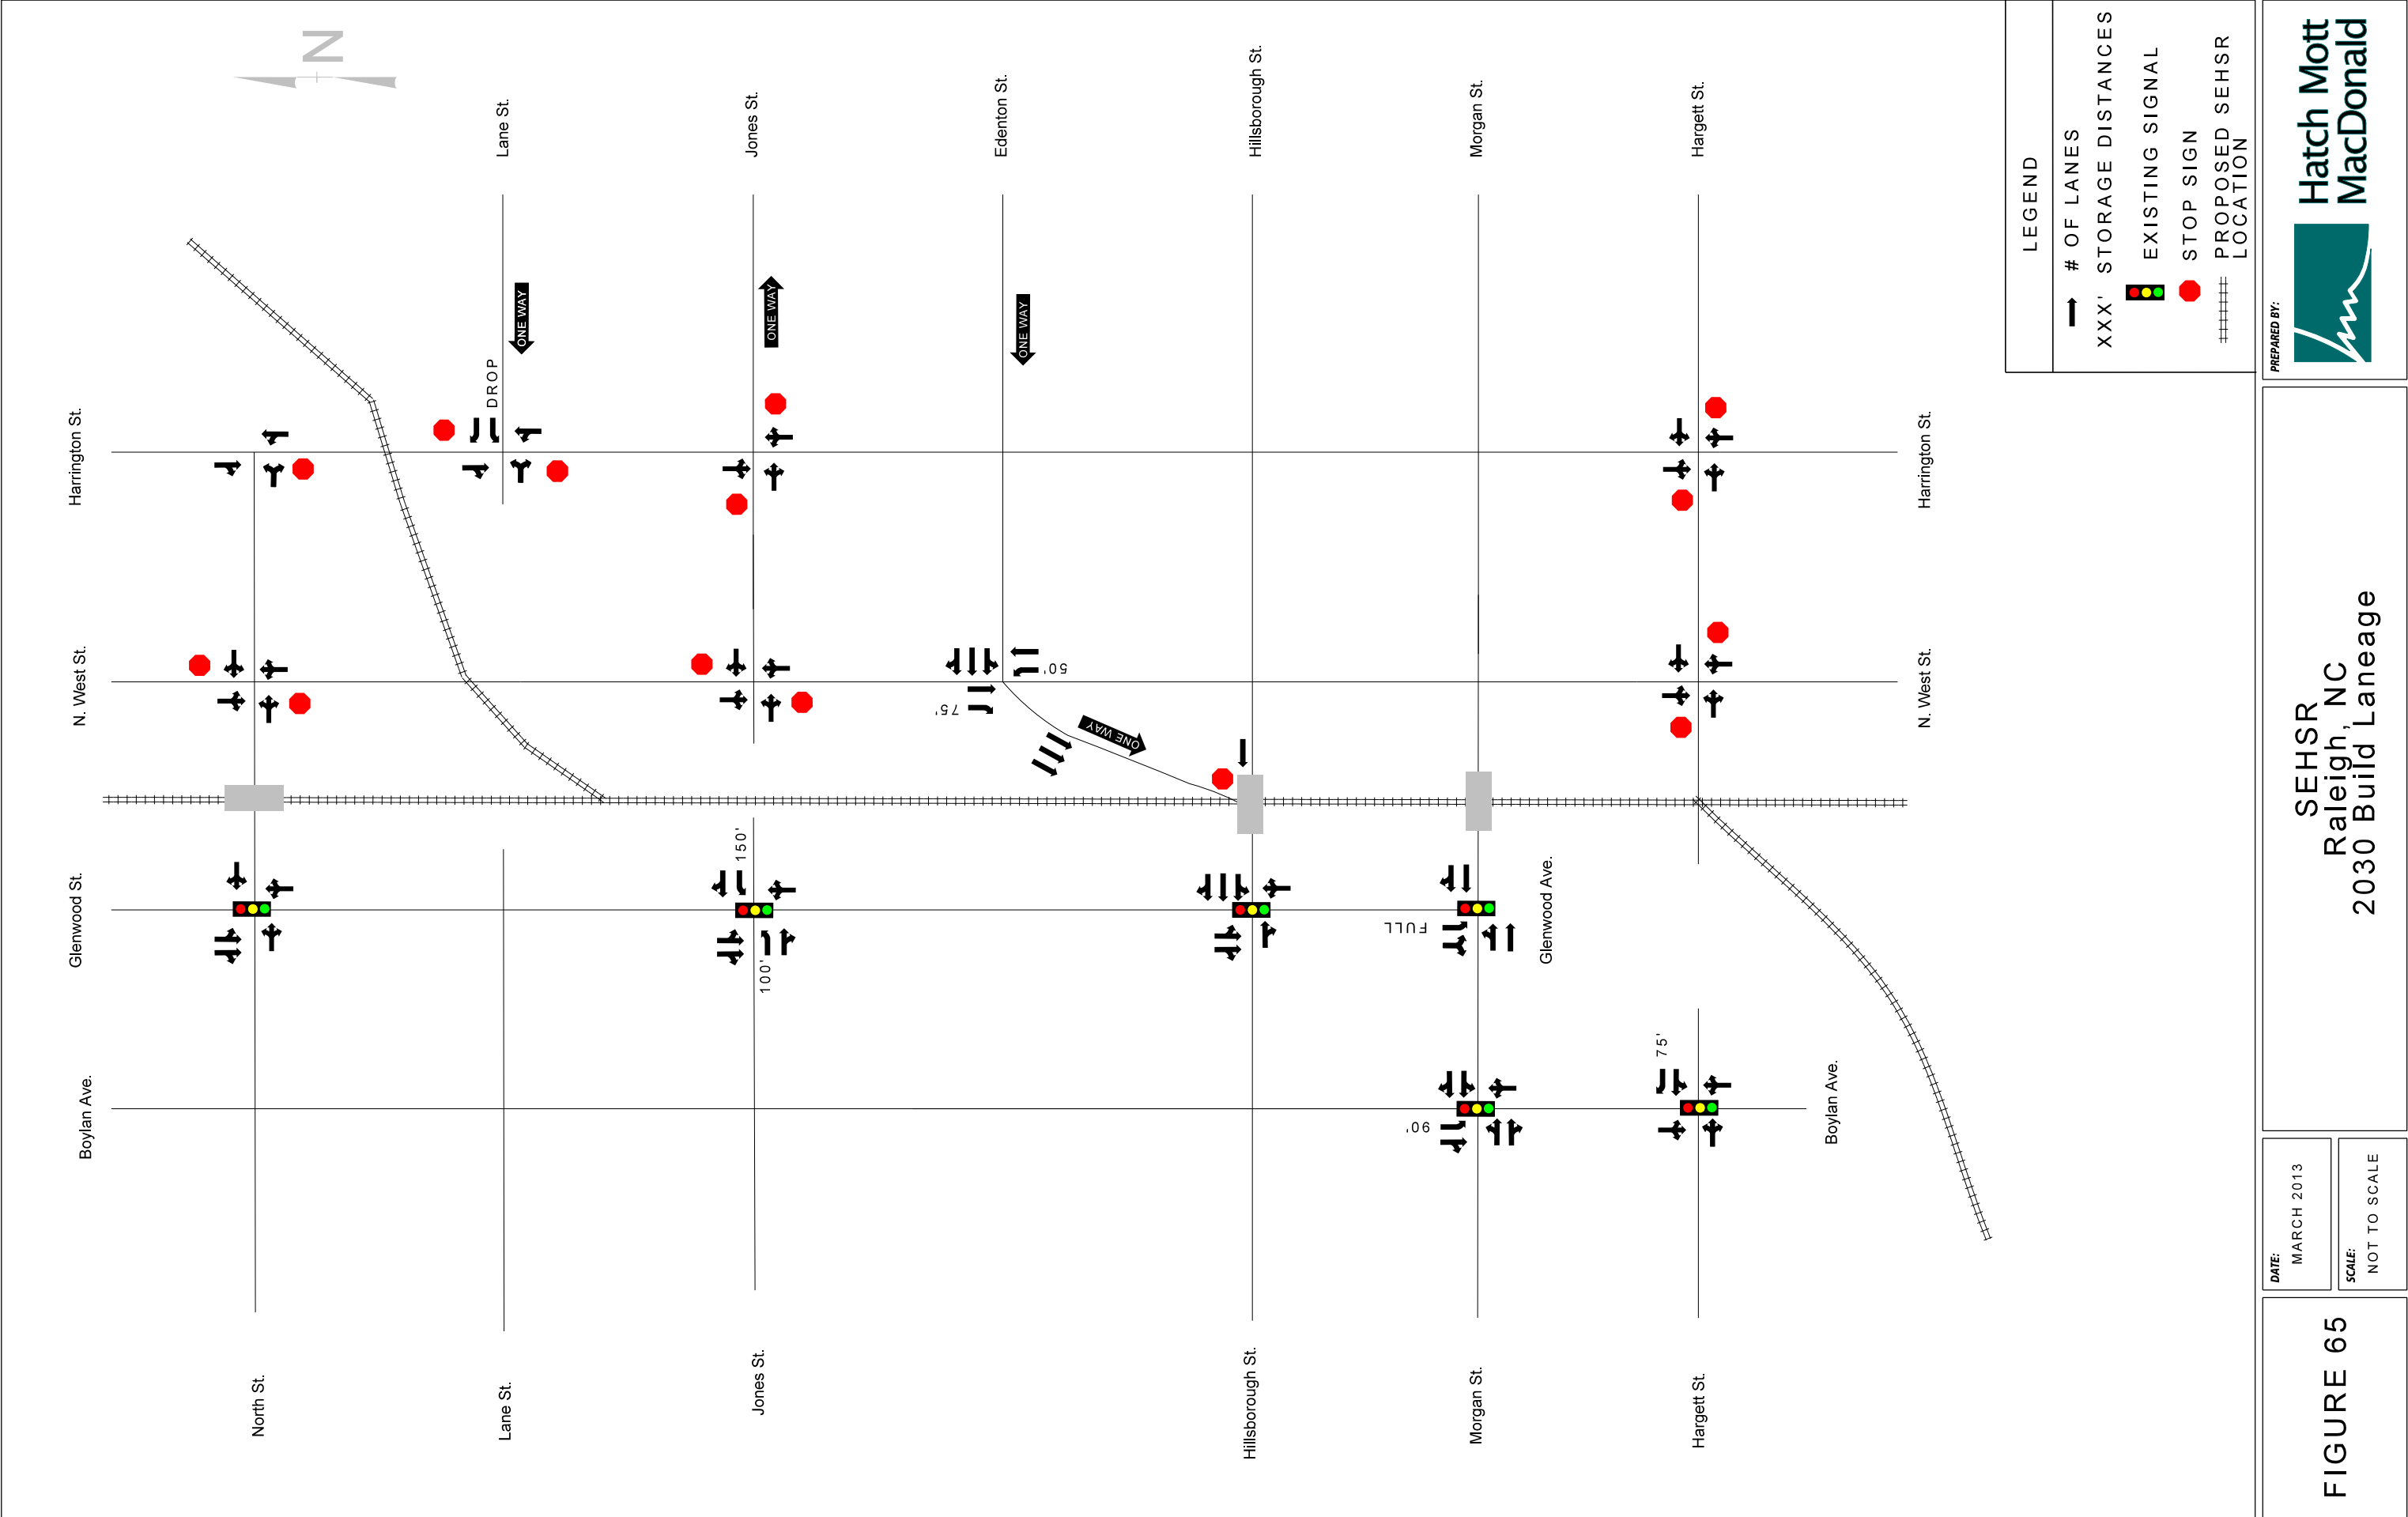 N
Lane St.
Jones St.
Edenton St.
Hillsborough St.
Morgan St.
Hargett St.
Harrington St.
DROP
ONE WAY
ONE WAY
ONE WAY
Harrington St.
N. West St.
50'
75'
ONE WAY
N. West St.
Glenwood St.
150'
100'
FULL
Glenwood Ave.
Boylan Ave.
90'
75'
Boylan Ave.
North St.
Lane St.
Jones St.
Hillsborough St.
Morgan St.
Hargett St.
LEGEND
# OF LANES
XXX' STORAGE DISTANCES
EXISTING SIGNAL
STOP SIGN
PROPOSED SEHSR
LOCATION
PREPARED BY:
Hatch Mott
MacDonald
SEHSR
Raleigh, NC
2030 Build Laneage
DATE:
MARCH 2013
SCALE:
NOT TO SCALE
FIGURE 65